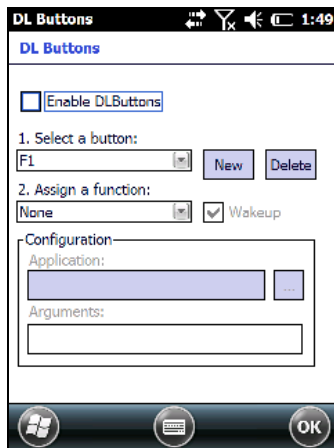 DL Buttons 1:49
DL Buttons
Enable DLButtons
1. Select a button:
F1 New Delete
2. Assign a function:
None Wakeup
Configuration
Application:
...
Arguments:
OK